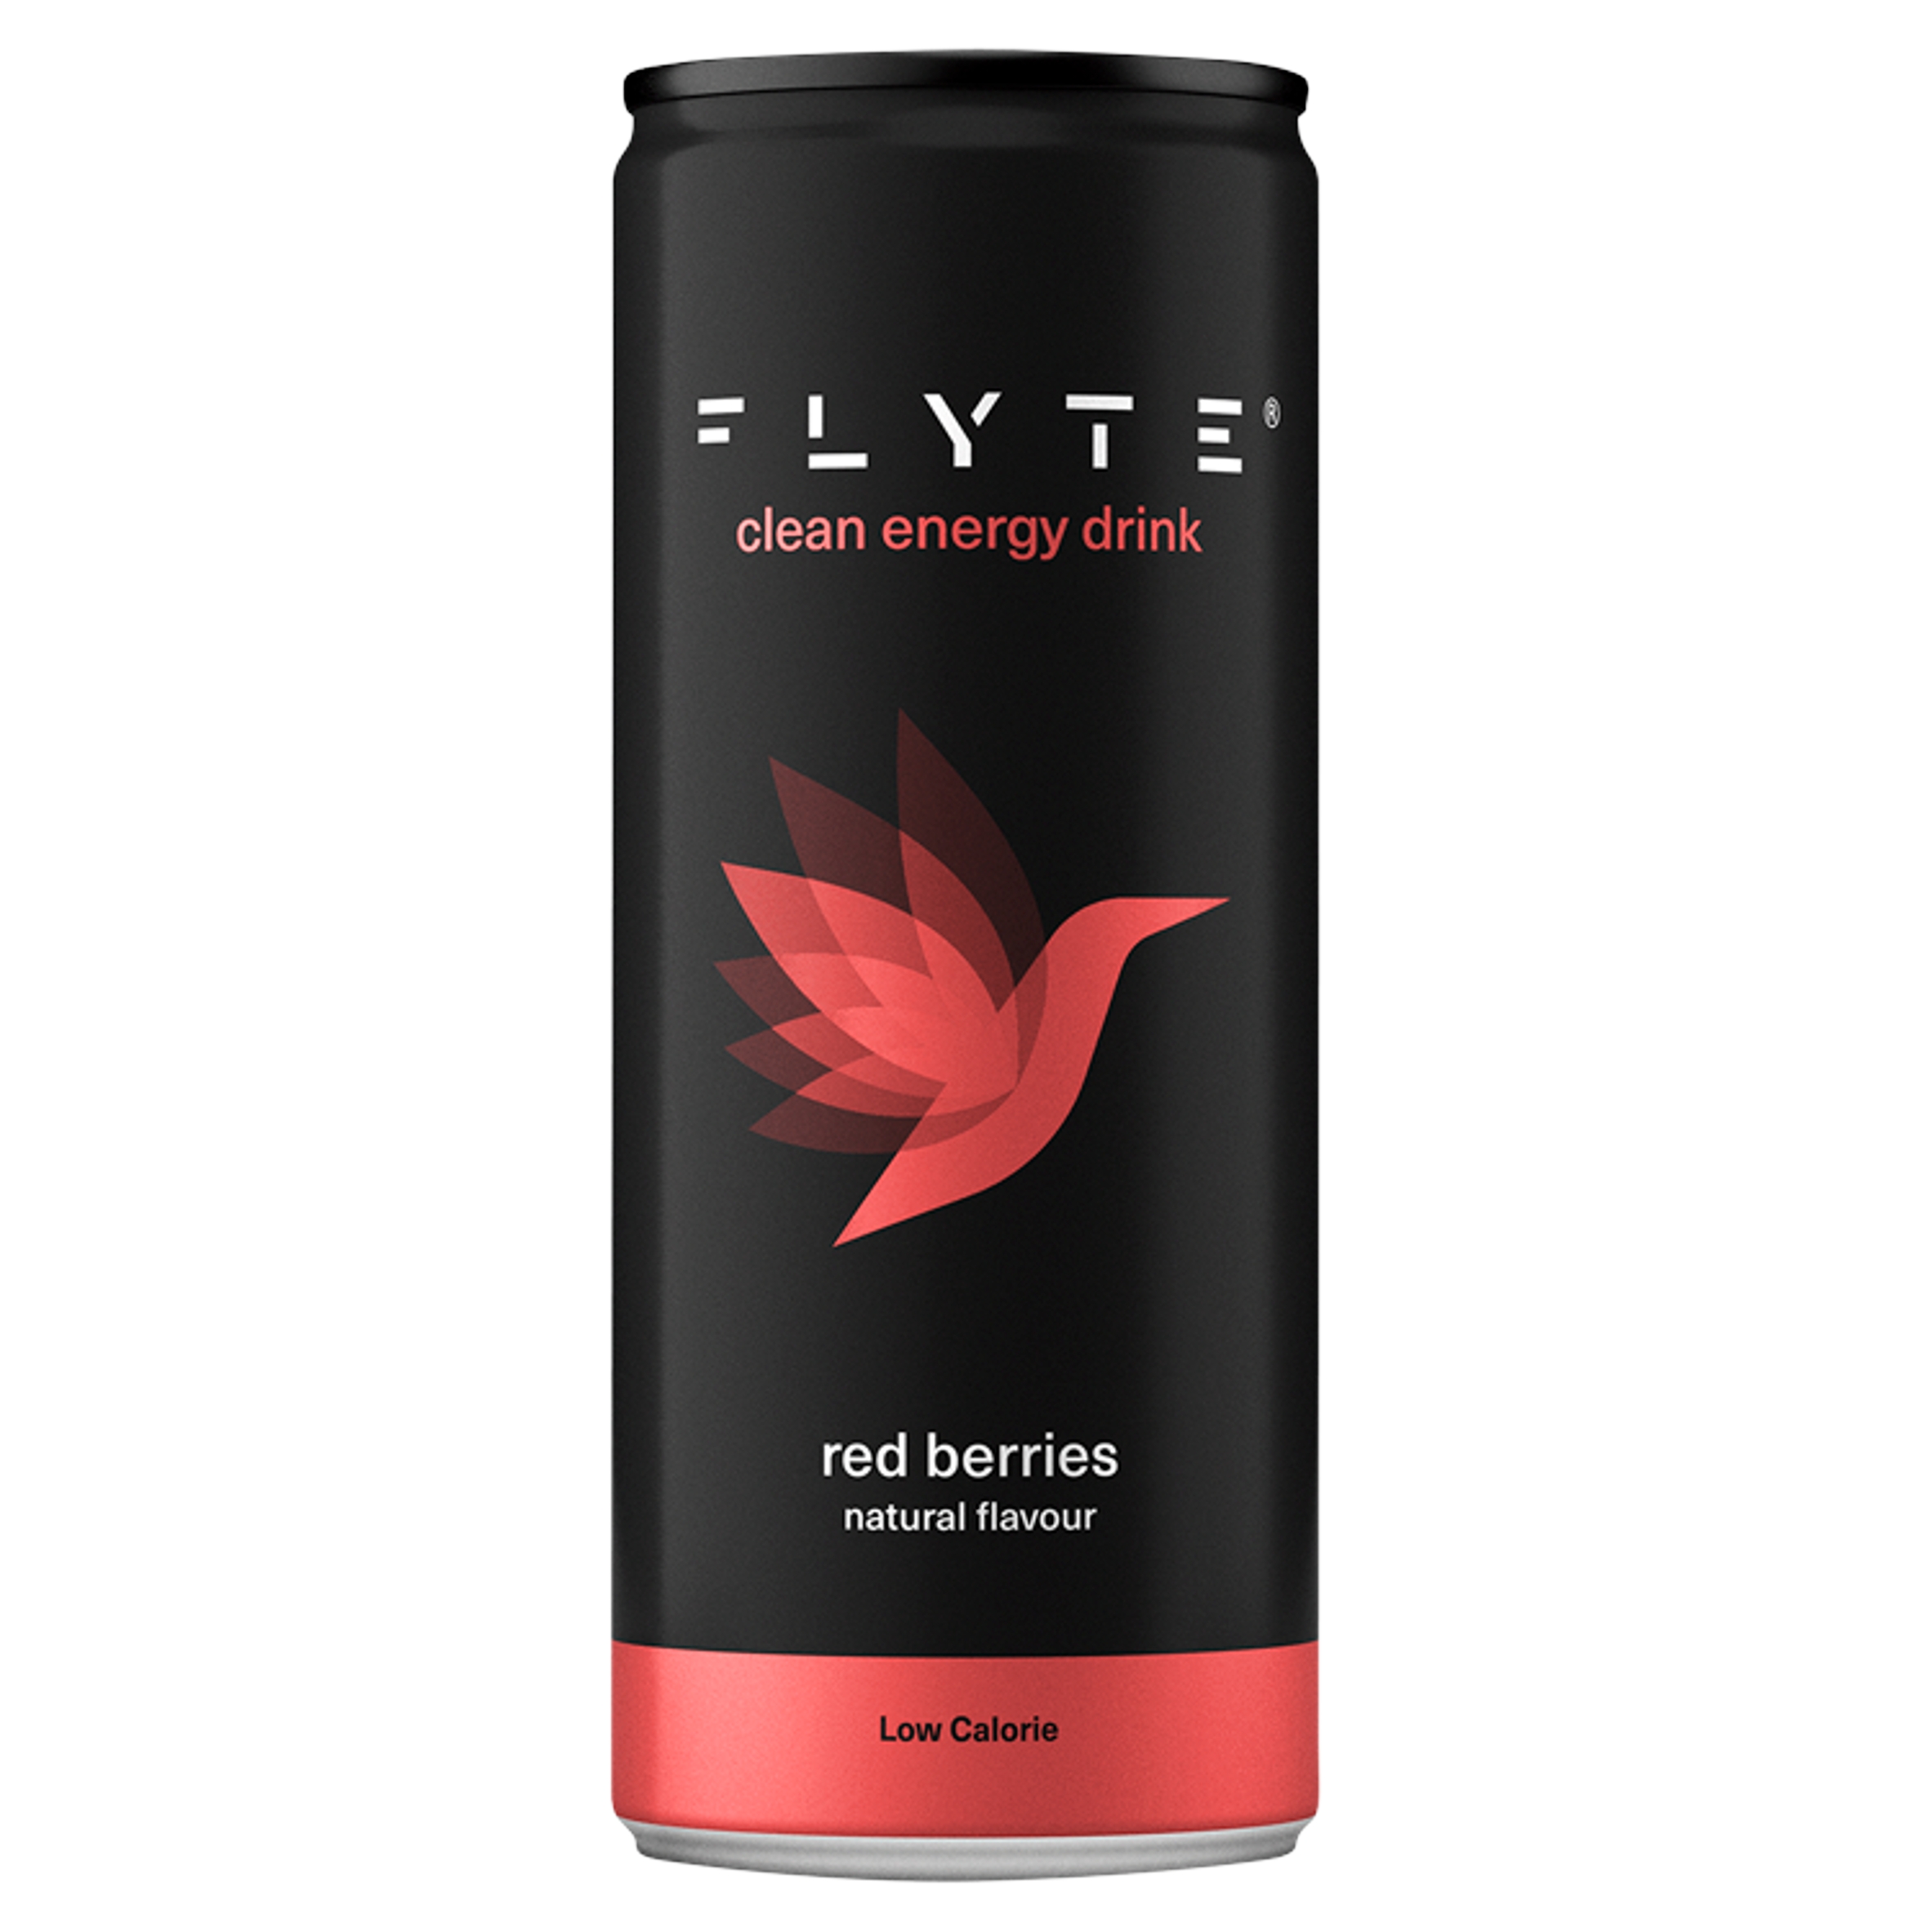 FLYTE®
clean energy drink
red berries
natural flavour
Low Calorie